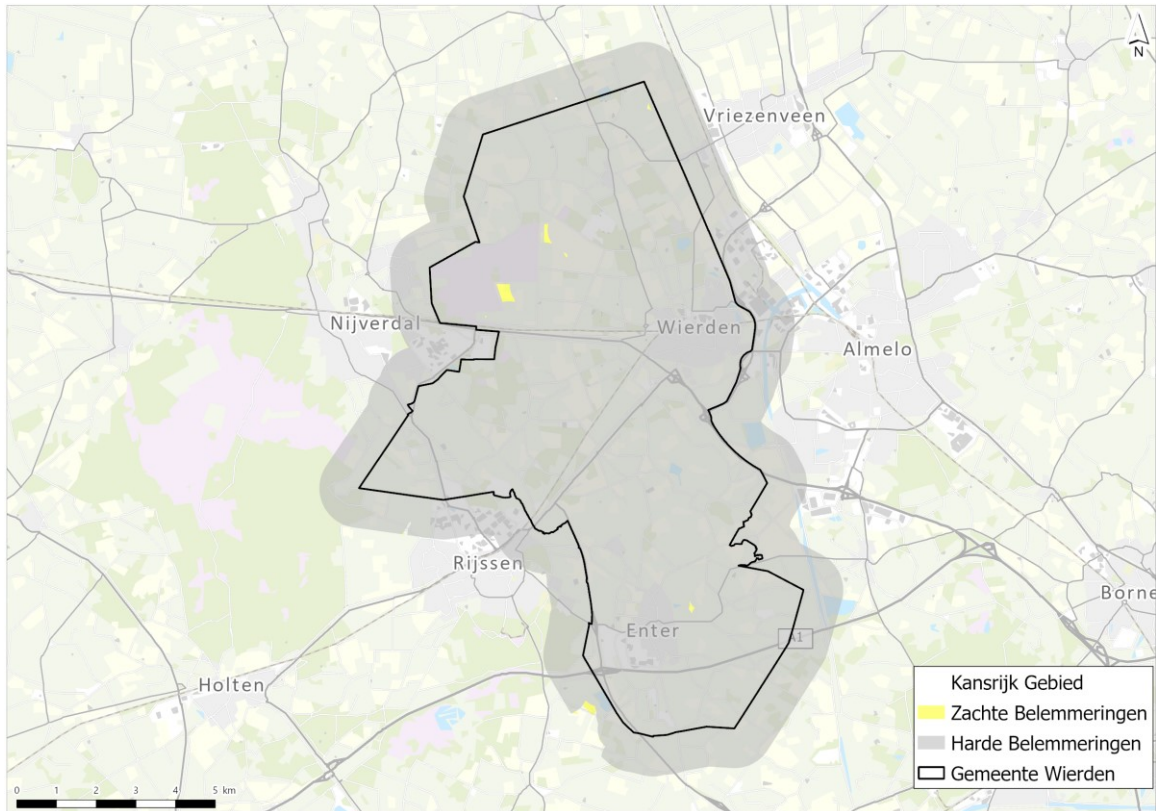 N
Vriezenveen
Nijverdal
Wierden
Almelo
Rijssen
Enter
A1
Borne
Holten
Kansrijk Gebied
Zachte Belemmeringen
Harde Belemmeringen
Gemeente Wierden
0 1 2 3 4 5 km